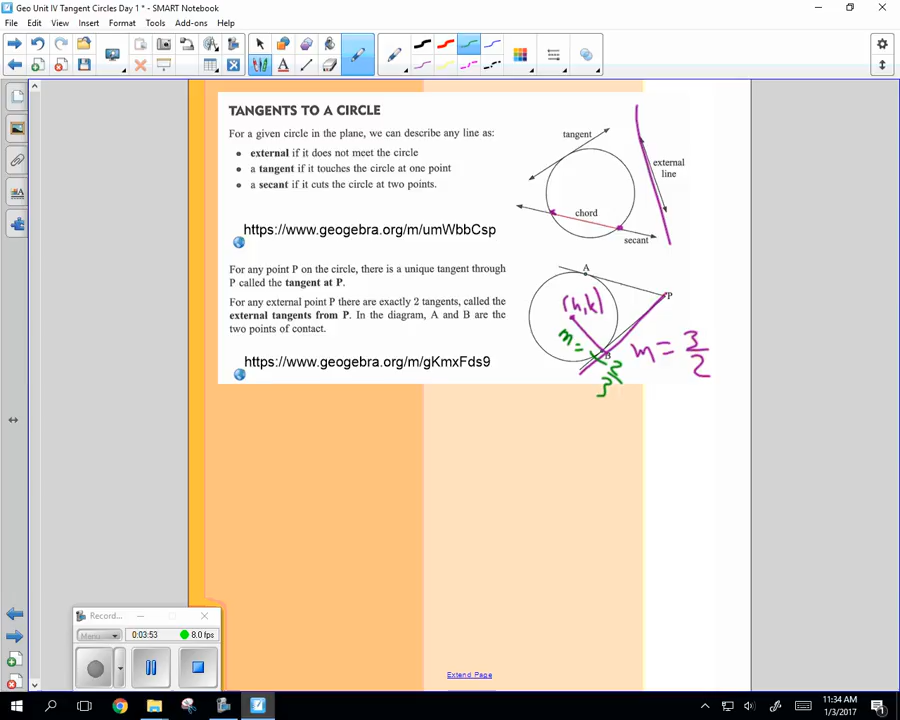 Geo Unit IV Tangent Circles Day 1 * - SMART Notebook
File Edit View Insert Format Tools Add-ons Help
TANGENTS TO A CIRCLE
For a given circle in the plane, we can describe any line as:
• external if it does not meet the circle
• a tangent if it touches the circle at one point
• a secant if it cuts the circle at two points.
tangent
external
line
chord
secant
https://www.geogebra.org/m/umWbbCsp
For any point P on the circle, there is a unique tangent through
P called the tangent at P.
For any external point P there are exactly 2 tangents, called the
external tangents from P. In the diagram, A and B are the
two points of contact.
A
P
(h,k)
B
m = 3/2
m = -2/3
https://www.geogebra.org/m/gKmxFds9
Record...
Menu
0:03:53 8.0 fps
Extend Page
11:34 AM
1/3/2017